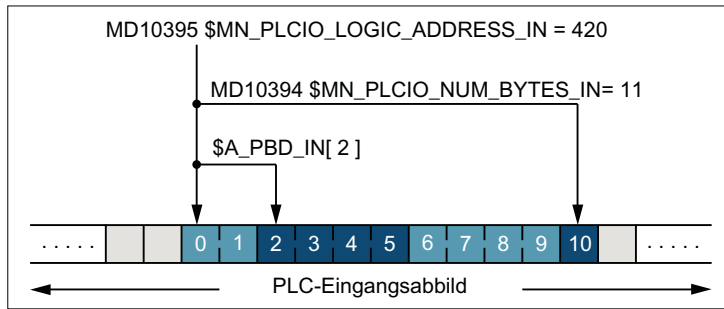 MD10395 $MN_PLCIO_LOGIC_ADDRESS_IN = 420
MD10394 $MN_PLCIO_NUM_BYTES_IN= 11
$A_PBD_IN[ 2 ]
. . . . . 0 1 2 3 4 5 6 7 8 9 10 . . . . .
PLC-Eingangsabbild